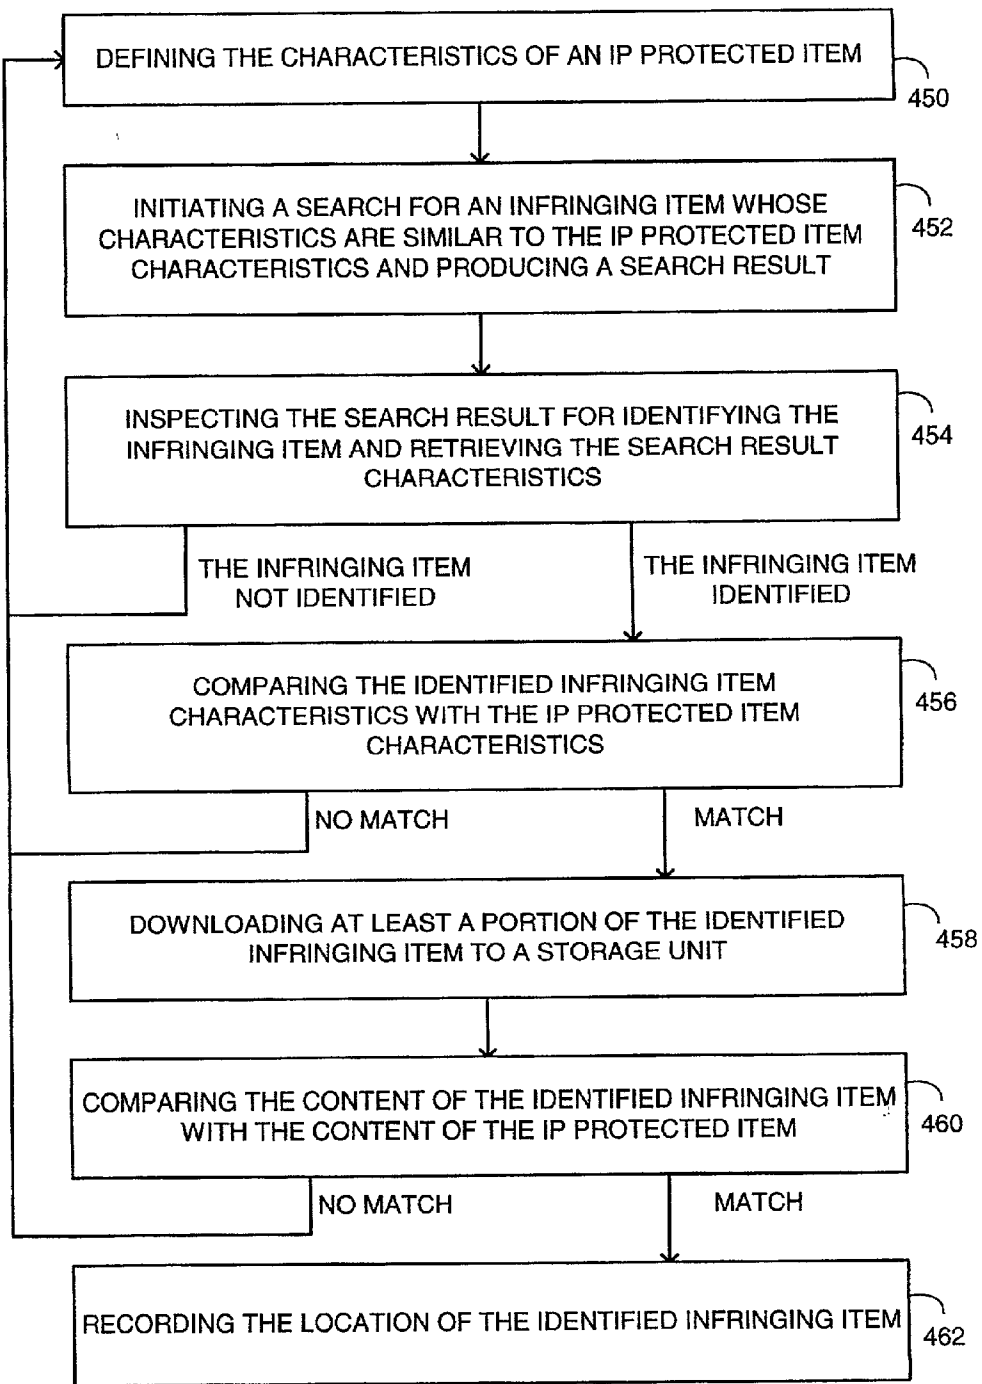 DEFINING THE CHARACTERISTICS OF AN IP PROTECTED ITEM
450
INITIATING A SEARCH FOR AN INFRINGING ITEM WHOSE
CHARACTERISTICS ARE SIMILAR TO THE IP PROTECTED ITEM
CHARACTERISTICS AND PRODUCING A SEARCH RESULT
452
INSPECTING THE SEARCH RESULT FOR IDENTIFYING THE
INFRINGING ITEM AND RETRIEVING THE SEARCH RESULT
CHARACTERISTICS
454
THE INFRINGING ITEM
NOT IDENTIFIED
THE INFRINGING ITEM
IDENTIFIED
COMPARING THE IDENTIFIED INFRINGING ITEM
CHARACTERISTICS WITH THE IP PROTECTED ITEM
CHARACTERISTICS
456
NO MATCH
MATCH
DOWNLOADING AT LEAST A PORTION OF THE IDENTIFIED
INFRINGING ITEM TO A STORAGE UNIT
458
COMPARING THE CONTENT OF THE IDENTIFIED INFRINGING ITEM
WITH THE CONTENT OF THE IP PROTECTED ITEM
460
NO MATCH
MATCH
RECORDING THE LOCATION OF THE IDENTIFIED INFRINGING ITEM
462